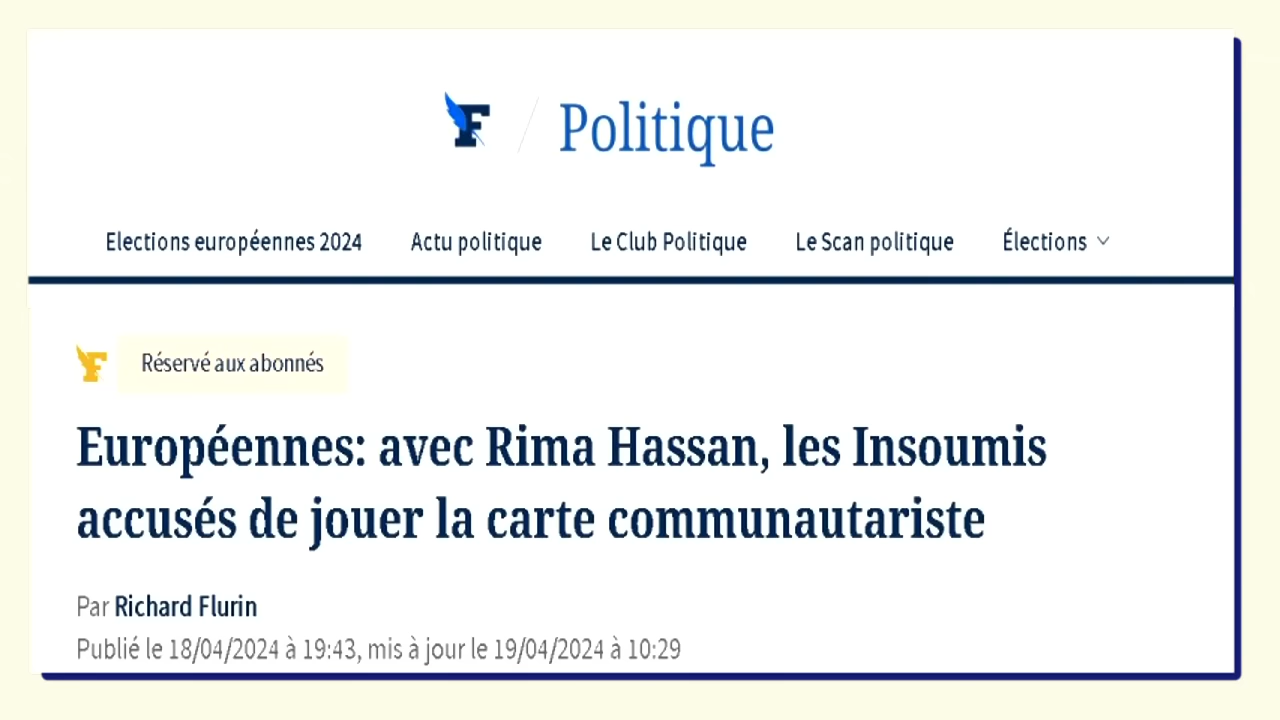 F / Politique
Elections européennes 2024 Actu politique Le Club Politique Le Scan politique Élections
F Réservé aux abonnés
Européennes: avec Rima Hassan, les Insoumis
accusés de jouer la carte communautariste
Par Richard Flurin
Publié le 18/04/2024 à 19:43, mis à jour le 19/04/2024 à 10:29